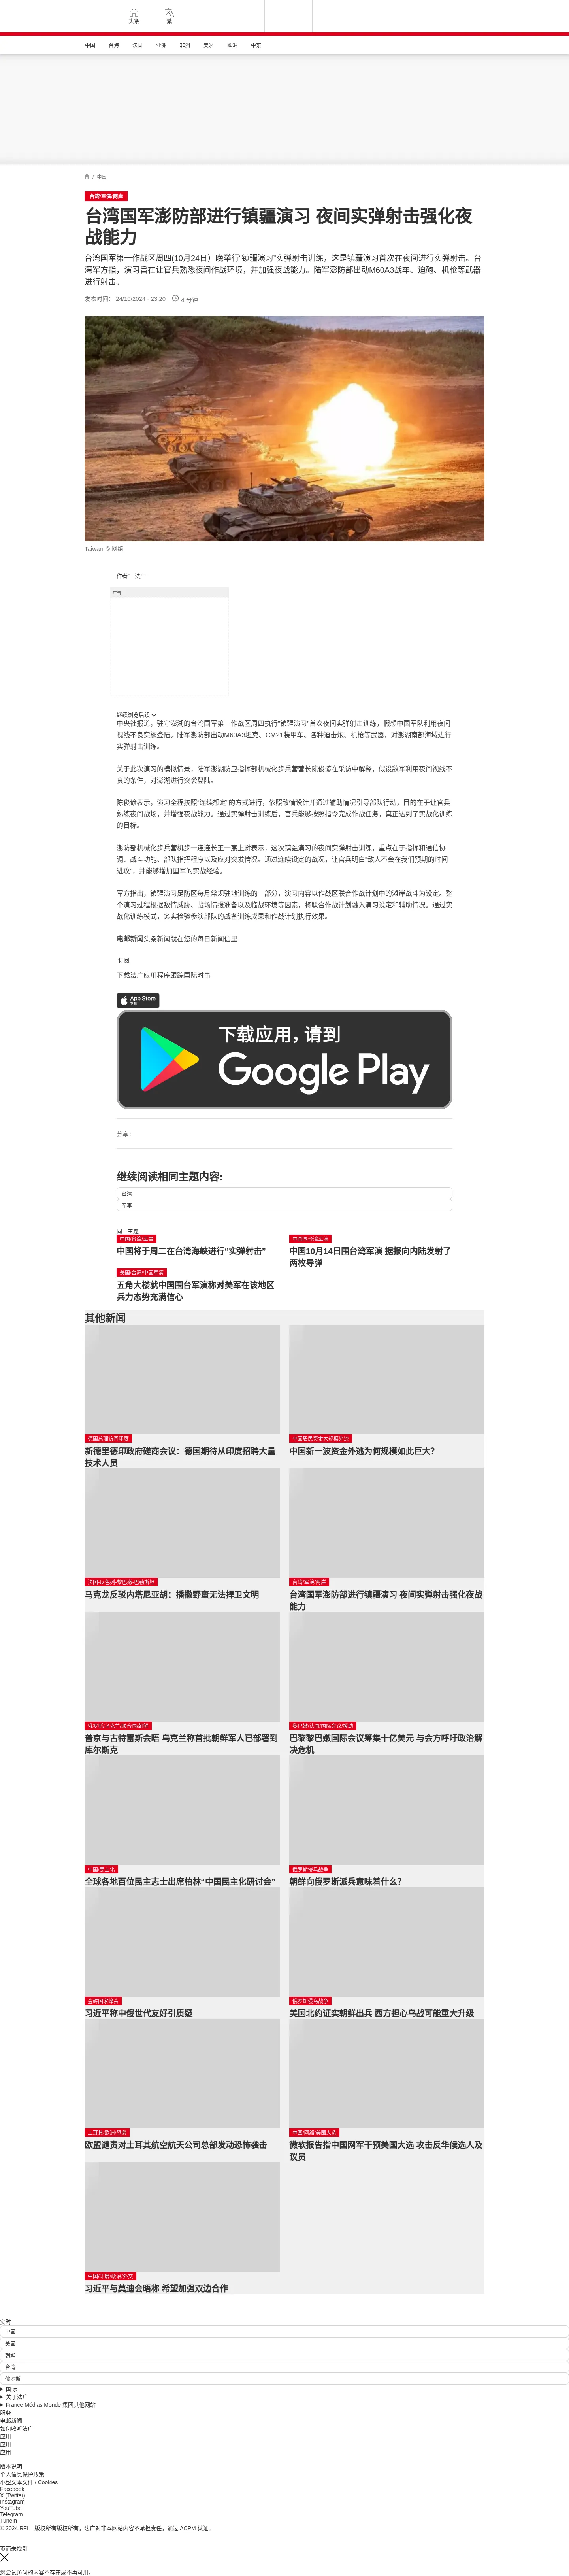 头条
繁
中国
台海
法国
亚洲
非洲
美洲
欧洲
中东
/ 中国
台湾/军演/两岸
台湾国军澎防部进行镇疆演习 夜间实弹射击强化夜
战能力
台湾国军第一作战区周四(10月24日）晚举行“镇疆演习”实弹射击训练，这是镇疆演习首次在夜间进行实弹射击。台
湾军方指，演习旨在让官兵熟悉夜间作战环境，并加强夜战能力。陆军澎防部出动M60A3战车、迫砲、机枪等武器
进行射击。
发表时间： 24/10/2024 - 23:20
4 分钟
Taiwan © 网络
作者： 法广
广告
继续浏览后续
中央社报道，驻守澎湖的台湾国军第一作战区周四执行“镇疆演习”首次夜间实弹射击训练，假想中国军队利用夜间
视线不良实施登陆。陆军澎防部出动M60A3坦克、CM21装甲车、各种迫击炮、机枪等武器，对澎湖南部海域进行
实弹射击训练。
关于此次演习的模拟情景，陆军澎湖防卫指挥部机械化步兵营营长陈俊谚在采访中解释，假设敌军利用夜间视线不
良的条件，对澎湖进行突袭登陆。
陈俊谚表示，演习全程按照“连续想定”的方式进行，依照敌情设计并通过辅助情况引导部队行动，目的在于让官兵
熟练夜间战场，并增强夜战能力。通过实弹射击训练后，官兵能够按照指令完成作战任务，真正达到了实战化训练
的目标。
澎防部机械化步兵营机步一连连长王一宸上尉表示，这次镇疆演习的夜间实弹射击训练，重点在于指挥和通信协
调、战斗功能、部队指挥程序以及应对突发情况。通过连续设定的战况，让官兵明白“敌人不会在我们预期的时间
进攻”，并能够增加国军的实战经验。
军方指出，镇疆演习是防区每月常规驻地训练的一部分，演习内容以作战区联合作战计划中的滩岸战斗为设定。整
个演习过程根据敌情威胁、战场情报准备以及临战环境等因素，将联合作战计划融入演习设定和辅助情况。通过实
战化训练模式，务实检验参演部队的战备训练成果和作战计划执行效果。
电邮新闻头条新闻就在您的每日新闻信里
订阅
下载法广应用程序跟踪国际时事
App Store
下载
下载应用，请到
Google Play
分享 :
继续阅读相同主题内容:
台湾
军事
同一主题
中国/台湾/军事
中国将于周二在台湾海峡进行“实弹射击”
中国围台湾军演
中国10月14日围台湾军演 据报向内陆发射了
两枚导弹
美国/台湾/中国军演
五角大楼就中国围台军演称对美军在该地区
兵力态势充满信心
其他新闻
德国总理访问印度
新德里德印政府磋商会议：德国期待从印度招聘大量
技术人员
中国居民资金大规模外流
中国新一波资金外逃为何规模如此巨大？
法国-以色列-黎巴嫩-巴勒斯坦
马克龙反驳内塔尼亚胡：播撒野蛮无法捍卫文明
台湾/军演/两岸
台湾国军澎防部进行镇疆演习 夜间实弹射击强化夜战
能力
俄罗斯/乌克兰/联合国/朝鲜
普京与古特雷斯会晤 乌克兰称首批朝鲜军人已部署到
库尔斯克
黎巴嫩/法国/国际会议/援助
巴黎黎巴嫩国际会议筹集十亿美元 与会方呼吁政治解
决危机
中国/民主化
全球各地百位民主志士出席柏林“中国民主化研讨会”
俄罗斯侵乌战争
朝鲜向俄罗斯派兵意味着什么？
金砖国家峰会
习近平称中俄世代友好引质疑
俄罗斯侵乌战争
美国北约证实朝鲜出兵 西方担心乌战可能重大升级
土耳其/欧洲/恐袭
欧盟谴责对土耳其航空航天公司总部发动恐怖袭击
中国/网络/美国大选
微软报告指中国网军干预美国大选 攻击反华候选人及
议员
中国/印度/政治/外交
习近平与莫迪会晤称 希望加强双边合作
实时
中国
美国
朝鲜
台湾
俄罗斯
国际
关于法广
France Médias Monde 集团其他网站
服务
电邮新闻
如何收听法广
应用
应用
应用
版本说明
个人信息保护政策
小型文本文件 / Cookies
Facebook
X (Twitter)
Instagram
YouTube
Telegram
TuneIn
© 2024 RFI – 版权所有版权所有。法广对非本网站内容不承担责任。通过 ACPM 认证。
页面未找到
您尝试访问的内容不存在或不再可用。